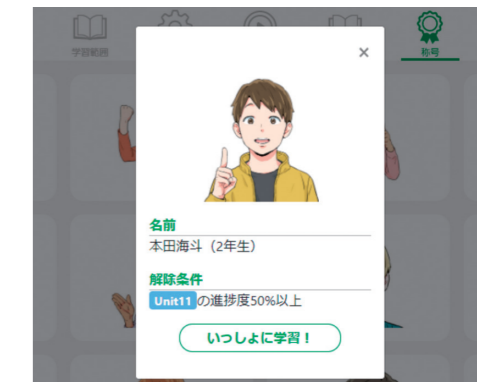 学習範囲
称号
×
名前
本田海斗（2年生）
解除条件
Unit11の進捗度50%以上
いっしょに学習！